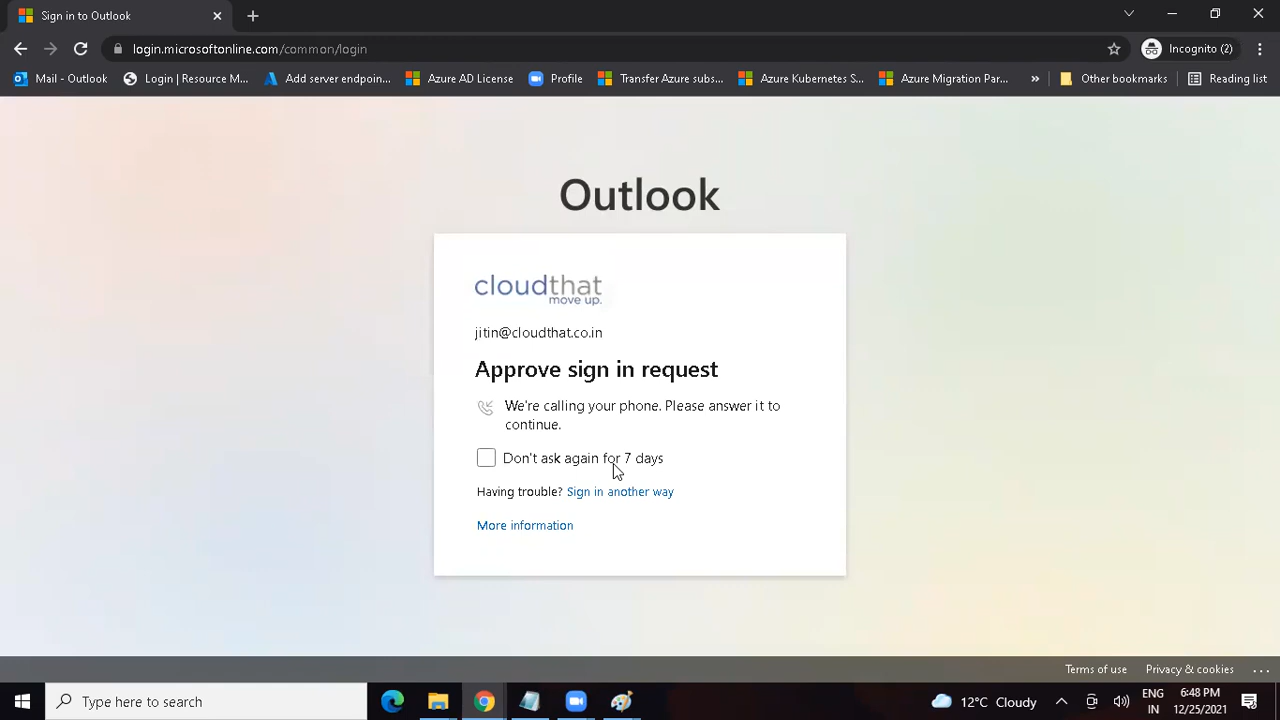 Sign in to Outlook
login.microsoftonline.com/common/login
Incognito (2)
Mail - Outlook
Login | Resource M...
Add server endpoin...
Azure AD License
Profile
Transfer Azure subs...
Azure Kubernetes S...
Azure Migration Par...
»
Other bookmarks
Reading list
Outlook
cloudthat
move up.
jitin@cloudthat.co.in
Approve sign in request
We're calling your phone. Please answer it to
continue.
Don't ask again for 7 days
Having trouble? Sign in another way
More information
Terms of use
Privacy & cookies
...
Type here to search
12°C Cloudy
ENG
IN
6:48 PM
12/25/2021